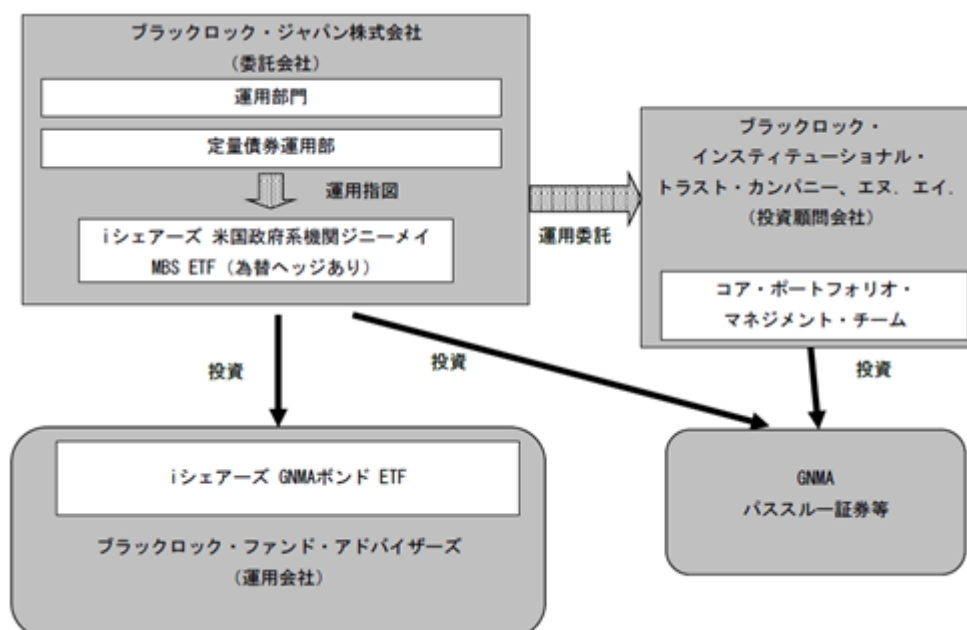 ブラックロック・ジャパン株式会社
(委託会社)
運用部門
定量債券運用部
運用指図
iシェアーズ 米国政府系機関ジニーメイ
MBS ETF (為替ヘッジあり)
運用委託
ブラックロック・
インスティテューショナル・
トラスト・カンパニー、エヌ．エイ．
(投資顧問会社)
コア・ポートフォリオ・
マネジメント・チーム
投資
投資
投資
iシェアーズ GNMAボンド ETF
ブラックロック・ファンド・アドバイザーズ
(運用会社)
GNMA
パススルー証券等